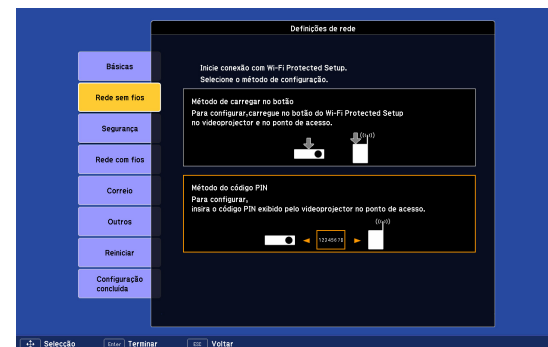 Definições de rede
Básicas
Rede sem fios
Segurança
Rede com fios
Correio
Outros
Reiniciar
Configuração
concluída
Inicie conexão com Wi-Fi Protected Setup.
Selecione o método de configuração.
Método de carregar no botão
Para configurar,carregue no botão do Wi-Fi Protected Setup
no videoprojector e no ponto de acesso.
Método do código PIN
Para configurar,
insira o código PIN exibido pelo videoprojector no ponto de acesso.
12345678
Selecção
Enter Terminar
ESC Voltar